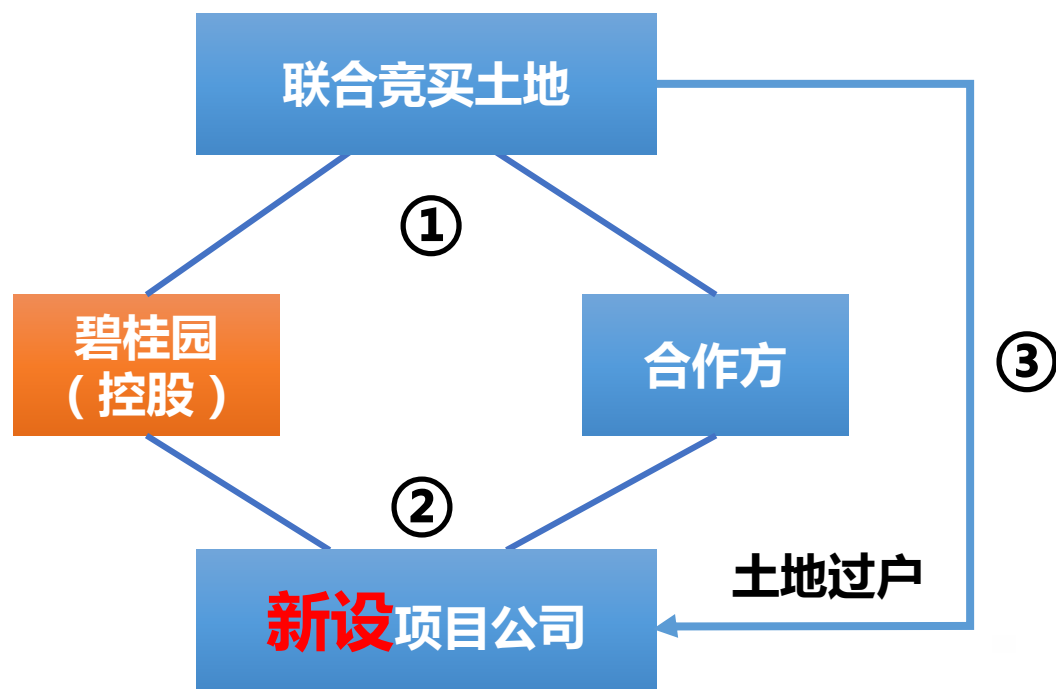 联合竞买土地
①
碧桂园
（控股）
合作方
③
②
土地过户
新设项目公司